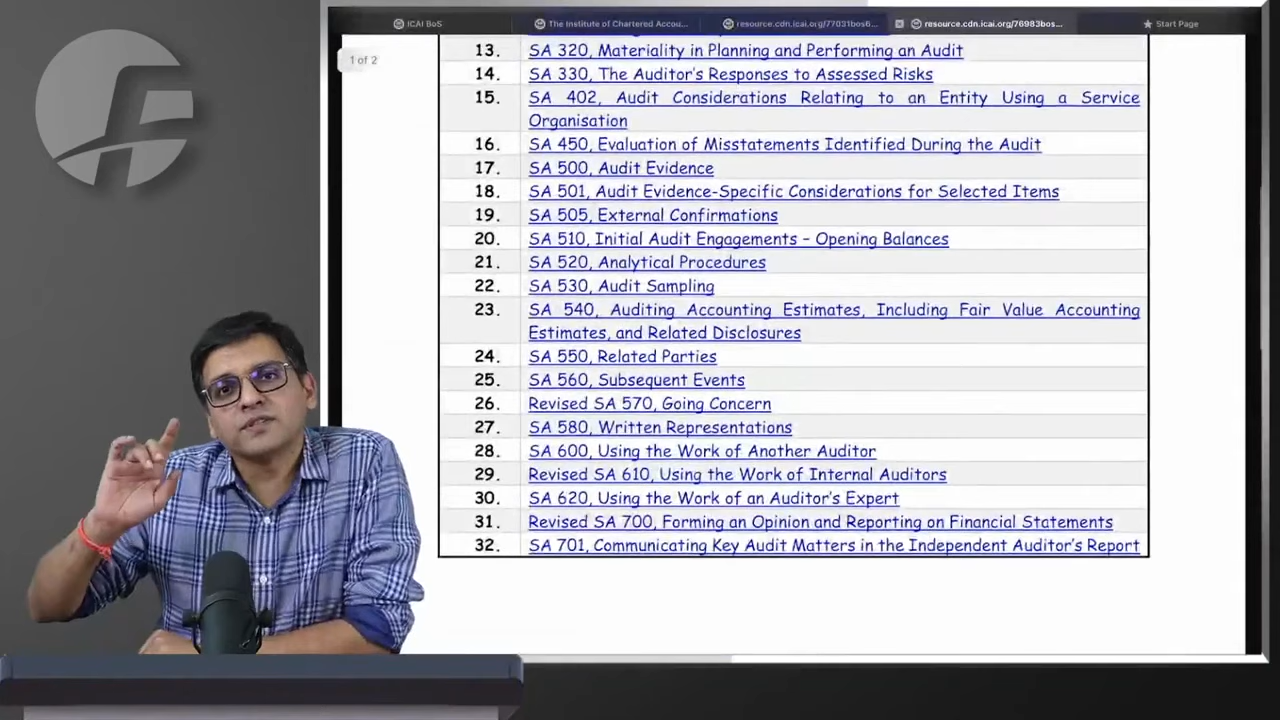 ICAI BoS
The Institute of Chartered Accou...
resource.cdn.icai.org/77031bos6...
resource.cdn.icai.org/76983bos...
Start Page
1 of 2
13. SA 320, Materiality in Planning and Performing an Audit
14. SA 330, The Auditor's Responses to Assessed Risks
15. SA 402, Audit Considerations Relating to an Entity Using a Service
Organisation
16. SA 450, Evaluation of Misstatements Identified During the Audit
17. SA 500, Audit Evidence
18. SA 501, Audit Evidence-Specific Considerations for Selected Items
19. SA 505, External Confirmations
20. SA 510, Initial Audit Engagements – Opening Balances
21. SA 520, Analytical Procedures
22. SA 530, Audit Sampling
23. SA 540, Auditing Accounting Estimates, Including Fair Value Accounting
Estimates, and Related Disclosures
24. SA 550, Related Parties
25. SA 560, Subsequent Events
26. Revised SA 570, Going Concern
27. SA 580, Written Representations
28. SA 600, Using the Work of Another Auditor
29. Revised SA 610, Using the Work of Internal Auditors
30. SA 620, Using the Work of an Auditor's Expert
31. Revised SA 700, Forming an Opinion and Reporting on Financial Statements
32. SA 701, Communicating Key Audit Matters in the Independent Auditor's Report